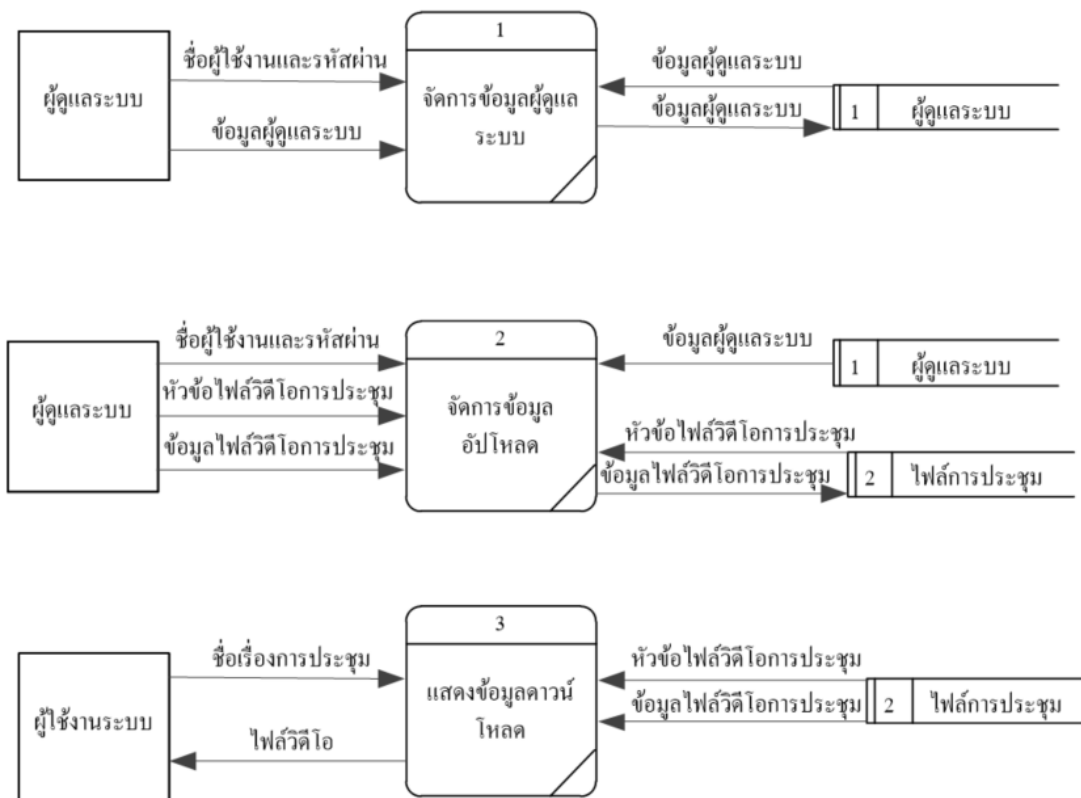 1
ชื่อผู้ใช้งานและรหัสผ่าน
ข้อมูลผู้ดูแลระบบ
ผู้ดูแลระบบ
จัดการข้อมูลผู้ดูแล
ระบบ
ข้อมูลผู้ดูแลระบบ
ข้อมูลผู้ดูแลระบบ
1 ผู้ดูแลระบบ
2
ชื่อผู้ใช้งานและรหัสผ่าน
หัวข้อไฟล์วิดีโอการประชุม
ข้อมูลไฟล์วิดีโอการประชุม
ผู้ดูแลระบบ
จัดการข้อมูล
อัปโหลด
ข้อมูลผู้ดูแลระบบ
1 ผู้ดูแลระบบ
หัวข้อไฟล์วิดีโอการประชุม
ข้อมูลไฟล์วิดีโอการประชุม
2 ไฟล์การประชุม
3
ชื่อเรื่องการประชุม
ผู้ใช้งานระบบ
ไฟล์วิดีโอ
แสดงข้อมูลดาวน์
โหลด
หัวข้อไฟล์วิดีโอการประชุม
ข้อมูลไฟล์วิดีโอการประชุม
2 ไฟล์การประชุม